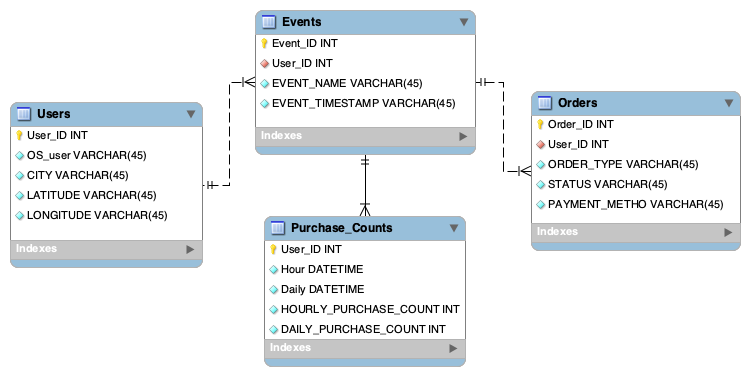 Events
Event_ID INT
User_ID INT
EVENT_NAME VARCHAR(45)
EVENT_TIMESTAMP VARCHAR(45)
Indexes
Users
User_ID INT
OS_user VARCHAR(45)
CITY VARCHAR(45)
LATITUDE VARCHAR(45)
LONGITUDE VARCHAR(45)
Indexes
Orders
Order_ID INT
User_ID INT
ORDER_TYPE VARCHAR(45)
STATUS VARCHAR(45)
PAYMENT_METHO VARCHAR(45)
Indexes
Purchase_Counts
User_ID INT
Hour DATETIME
Daily DATETIME
HOURLY_PURCHASE_COUNT INT
DAILY_PURCHASE_COUNT INT
Indexes